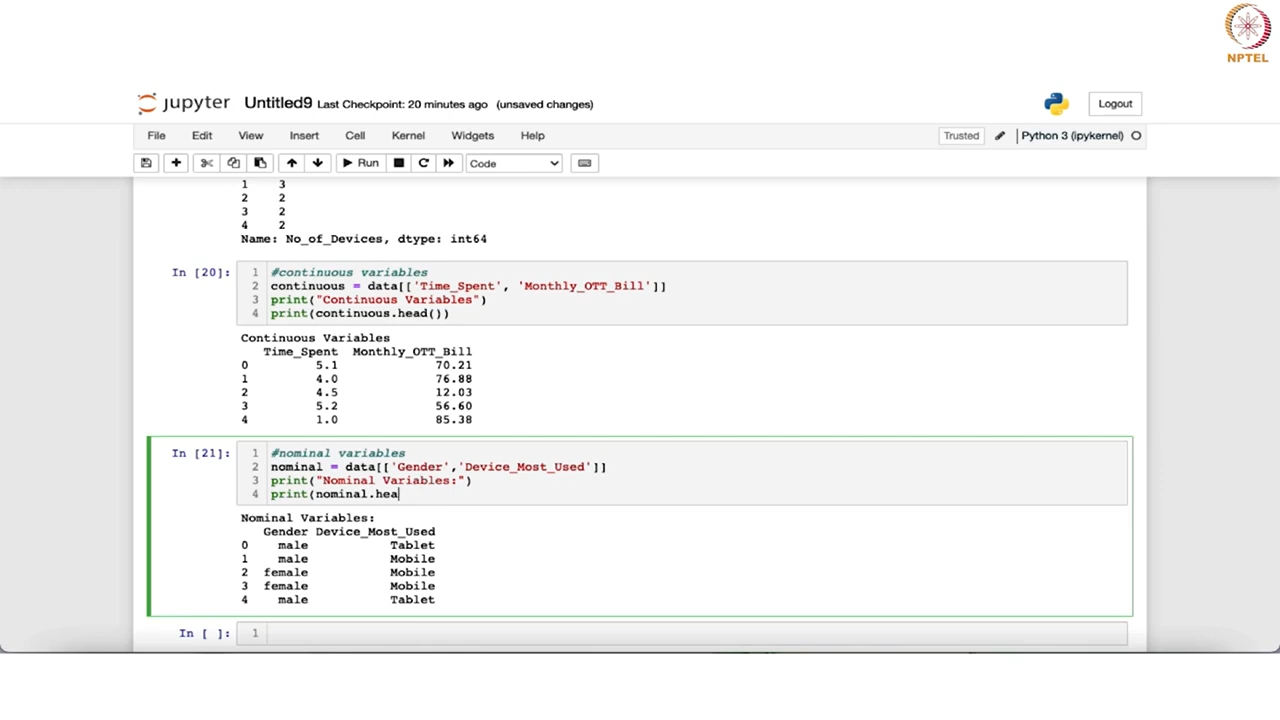 NPTEL
jupyter Untitled9 Last Checkpoint: 20 minutes ago (unsaved changes)
Logout
File Edit View Insert Cell Kernel Widgets Help
Trusted Python 3 (ipykernel)
Run Code
1 3
2 2
3 2
4 2
Name: No_of_Devices, dtype: int64
In [20]:
1 #continuous variables
2 continuous = data[['Time_Spent', 'Monthly_OTT_Bill']]
3 print("Continuous Variables")
4 print(continuous.head())
Continuous Variables
Time_Spent Monthly_OTT_Bill
0 5.1 70.21
1 4.0 76.88
2 4.5 12.03
3 5.2 56.60
4 1.0 85.38
In [21]:
1 #nominal variables
2 nominal = data[['Gender','Device_Most_Used']]
3 print("Nominal Variables:")
4 print(nominal.hea
Nominal Variables:
Gender Device_Most_Used
0 male Tablet
1 male Mobile
2 female Mobile
3 female Mobile
4 male Tablet
In [ ]: 1